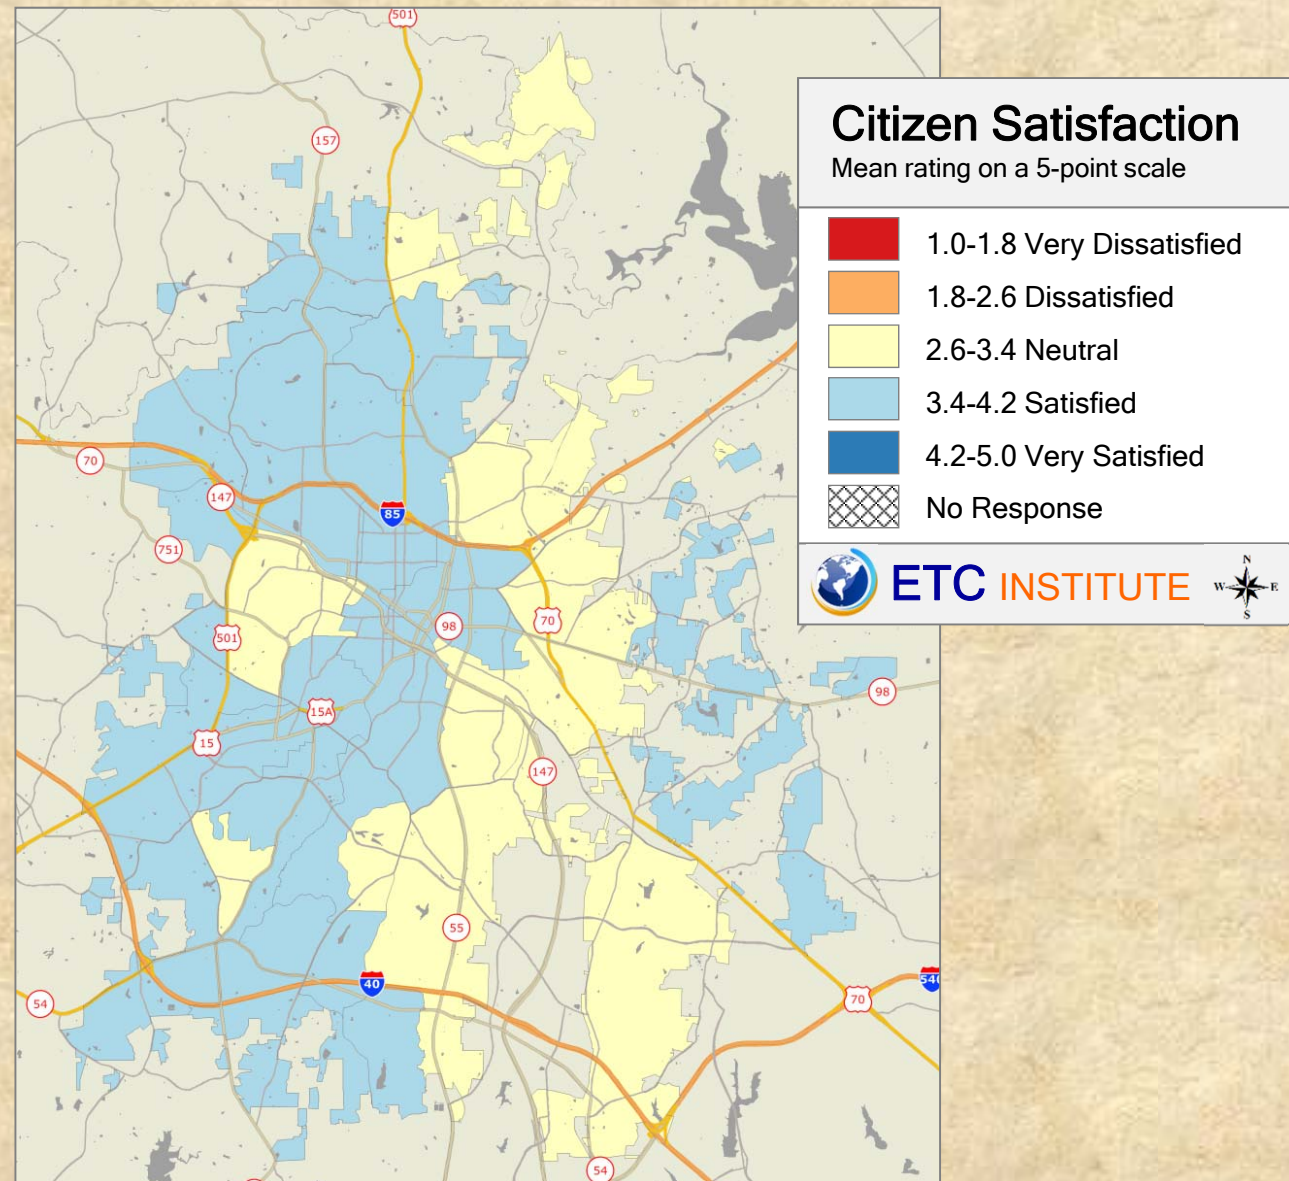 501
157
Citizen Satisfaction
Mean rating on a 5-point scale
1.0-1.8 Very Dissatisfied
1.8-2.6 Dissatisfied
2.6-3.4 Neutral
3.4-4.2 Satisfied
4.2-5.0 Very Satisfied
No Response
ETC INSTITUTE
N
W E
S
70
147
85
751
501
98
70
98
15A
15
147
55
40
540
70
54
54